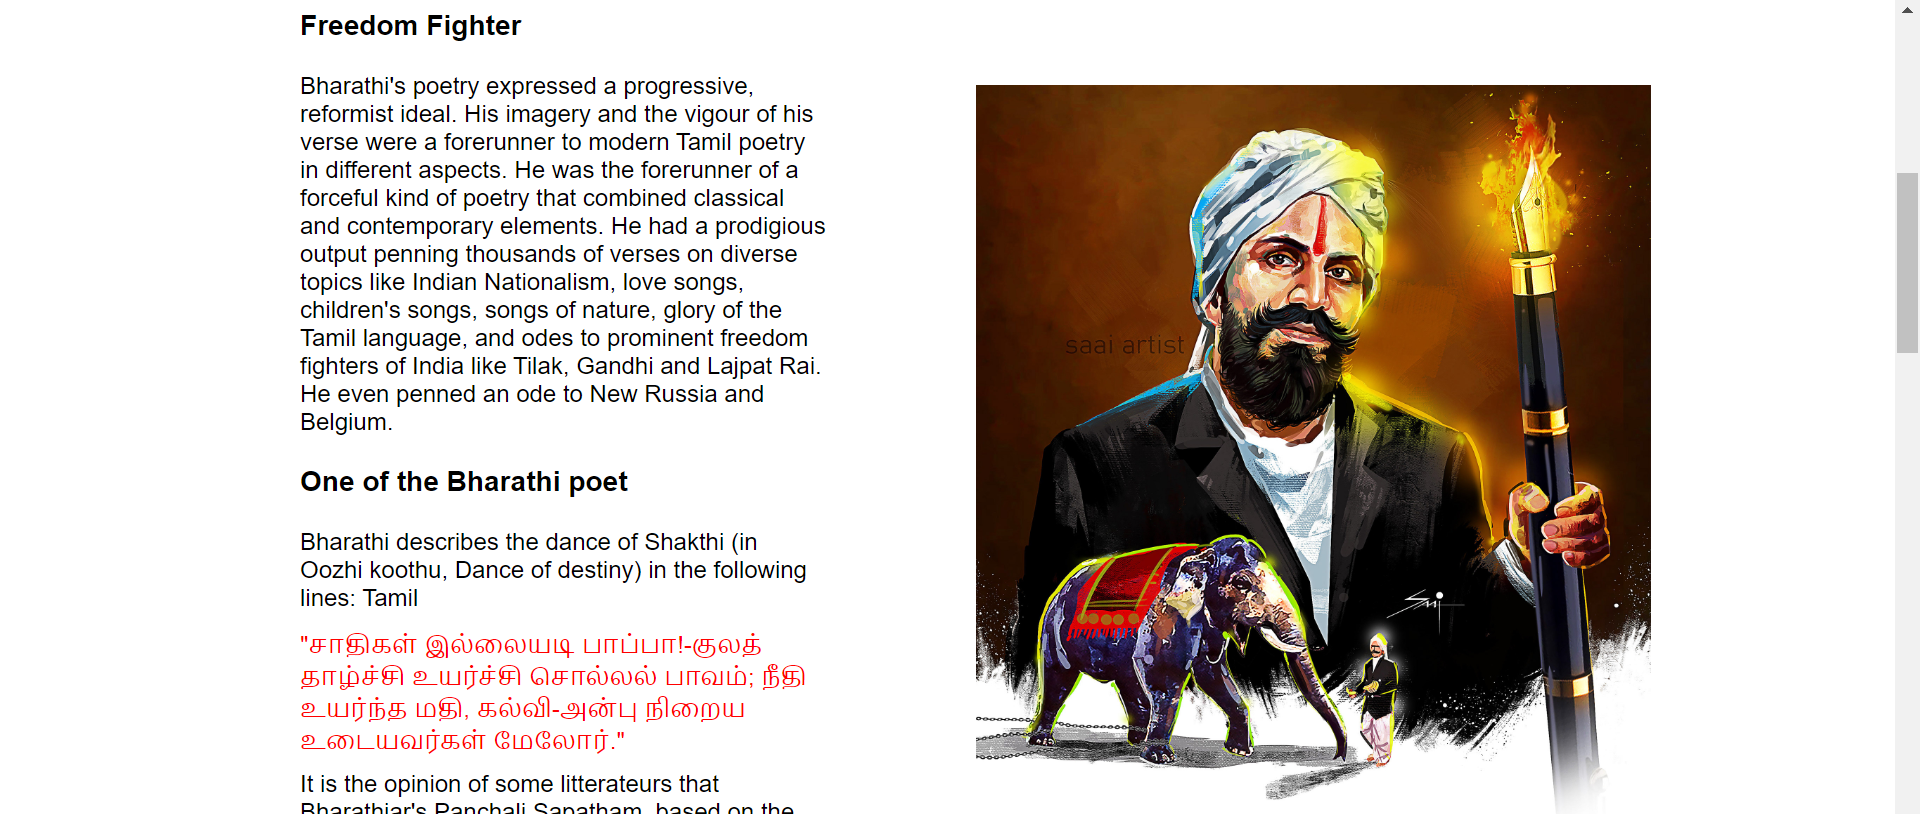 Freedom Fighter
Bharathi's poetry expressed a progressive,
reformist ideal. His imagery and the vigour of his
verse were a forerunner to modern Tamil poetry
in different aspects. He was the forerunner of a
forceful kind of poetry that combined classical
and contemporary elements. He had a prodigious
output penning thousands of verses on diverse
topics like Indian Nationalism, love songs,
children's songs, songs of nature, glory of the
Tamil language, and odes to prominent freedom
fighters of India like Tilak, Gandhi and Lajpat Rai.
He even penned an ode to New Russia and
Belgium.
One of the Bharathi poet
Bharathi describes the dance of Shakthi (in
Oozhi koothu, Dance of destiny) in the following
lines: Tamil
"சாதிகள் இல்லையடி பாப்பா!-குலத்
தாழ்ச்சி உயர்ச்சி சொல்லல் பாவம்; நீதி
உயர்ந்த மதி, கல்வி-அன்பு நிறைய
உடையவர்கள் மேலோர்."
It is the opinion of some litterateurs that
Bharathiar's Panchali Sapatham, based on the
saai artist